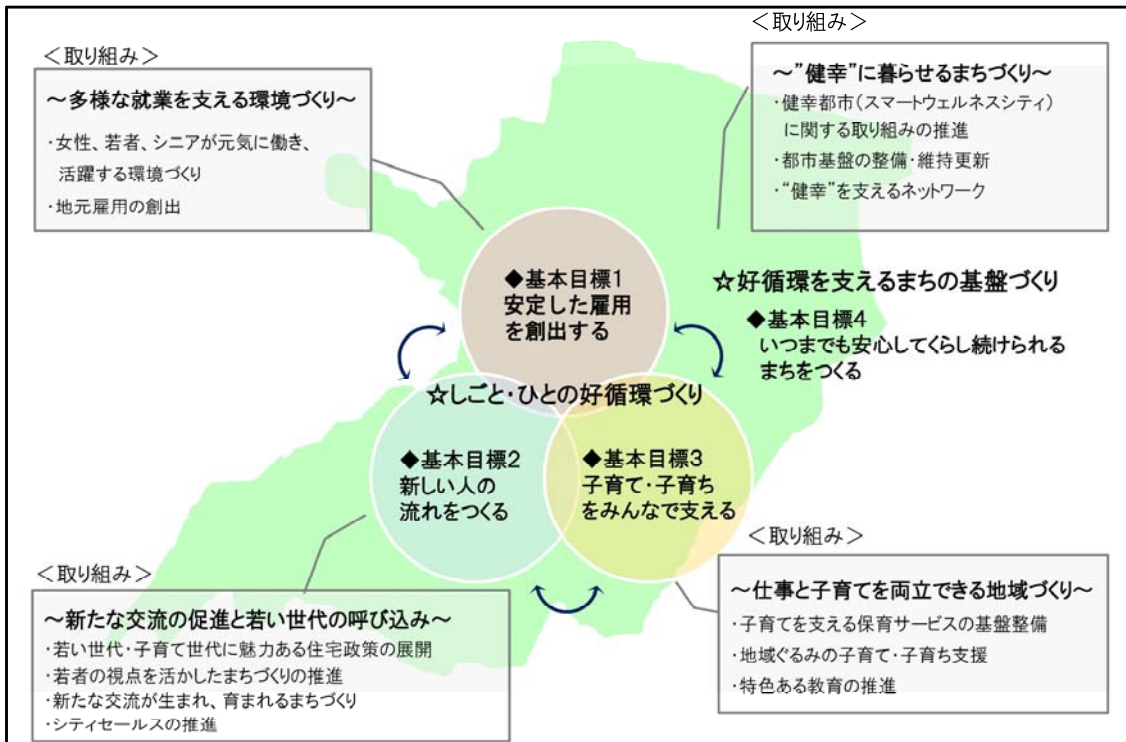 ＜取り組み＞
～多様な就業を支える環境づくり～
・女性、若者、シニアが元気に働き、
活躍する環境づくり
・地元雇用の創出
＜取り組み＞
～”健幸”に暮らせるまちづくり～
・健幸都市（スマートウェルネスシティ）
に関する取り組みの推進
・都市基盤の整備・維持更新
・“健幸”を支えるネットワーク
◆基本目標1
安定した雇用
を創出する
☆好循環を支えるまちの基盤づくり
◆基本目標4
いつまでも安心してくらし続けられる
まちをつくる
☆しごと・ひとの好循環づくり
◆基本目標2
新しい人の
流れをつくる
◆基本目標3
子育て・子育ち
をみんなで支える
＜取り組み＞
～新たな交流の促進と若い世代の呼び込み～
・若い世代・子育て世代に魅力ある住宅政策の展開
・若者の視点を活かしたまちづくりの推進
・新たな交流が生まれ、育まれるまちづくり
・シティセールスの推進
＜取り組み＞
～仕事と子育てを両立できる地域づくり～
・子育てを支える保育サービスの基盤整備
・地域ぐるみの子育て・子育ち支援
・特色ある教育の推進